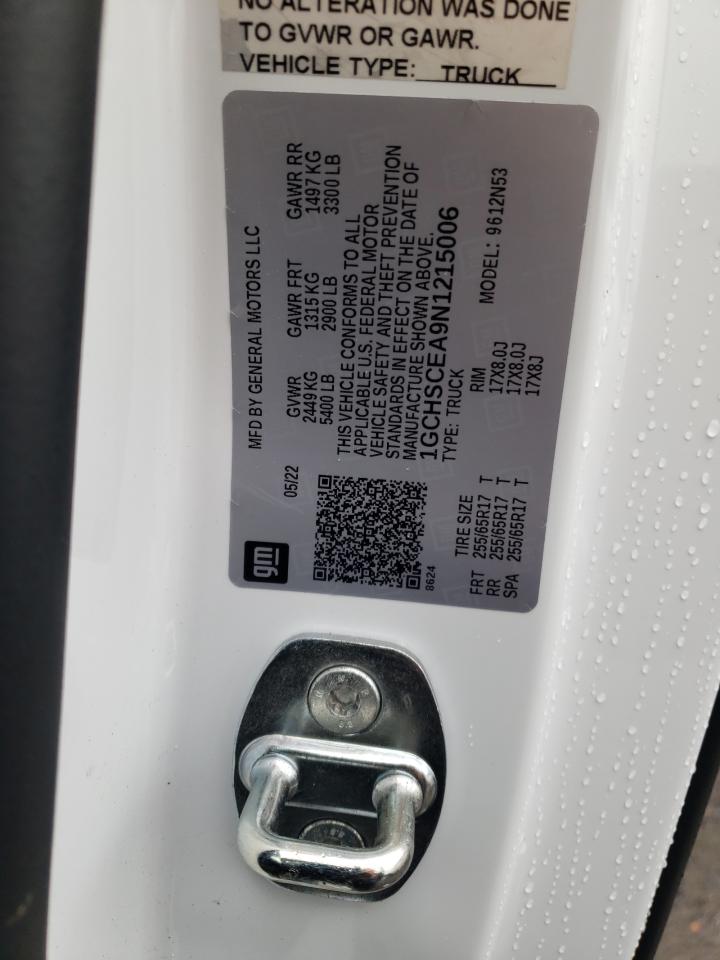 NO ALTERATION WAS DONE
TO GVWR OR GAWR.
VEHICLE TYPE: TRUCK
MFD BY GENERAL MOTORS LLC
05/22
GVWR GAWR FRT GAWR RR
2449 KG 1315 KG 1497 KG
5400 LB 2900 LB 3300 LB
THIS VEHICLE CONFORMS TO ALL
APPLICABLE U.S. FEDERAL MOTOR
VEHICLE SAFETY AND THEFT PREVENTION
STANDARDS IN EFFECT ON THE DATE OF
MANUFACTURE SHOWN ABOVE.
1GCHSCEA9N1215006
TYPE: TRUCK
MODEL: 9612N53
gm
8624
TIRE SIZE RIM
FRT 255/65R17 T 17X8.0J
RR 255/65R17 T 17X8.0J
SPA 255/65R17 T 17X8J